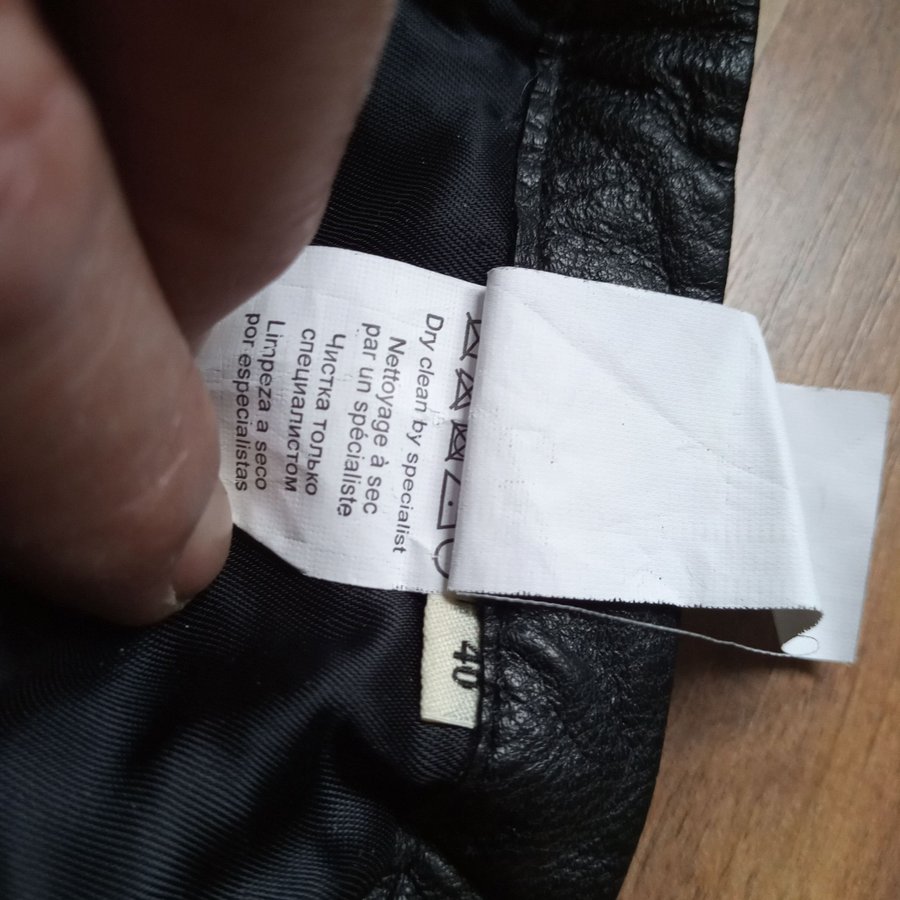 Dry clean by specialist
Nettoyage à sec
par un spécialiste
Чистка только
специалистом
Limpeza a seco
por especialistas
40